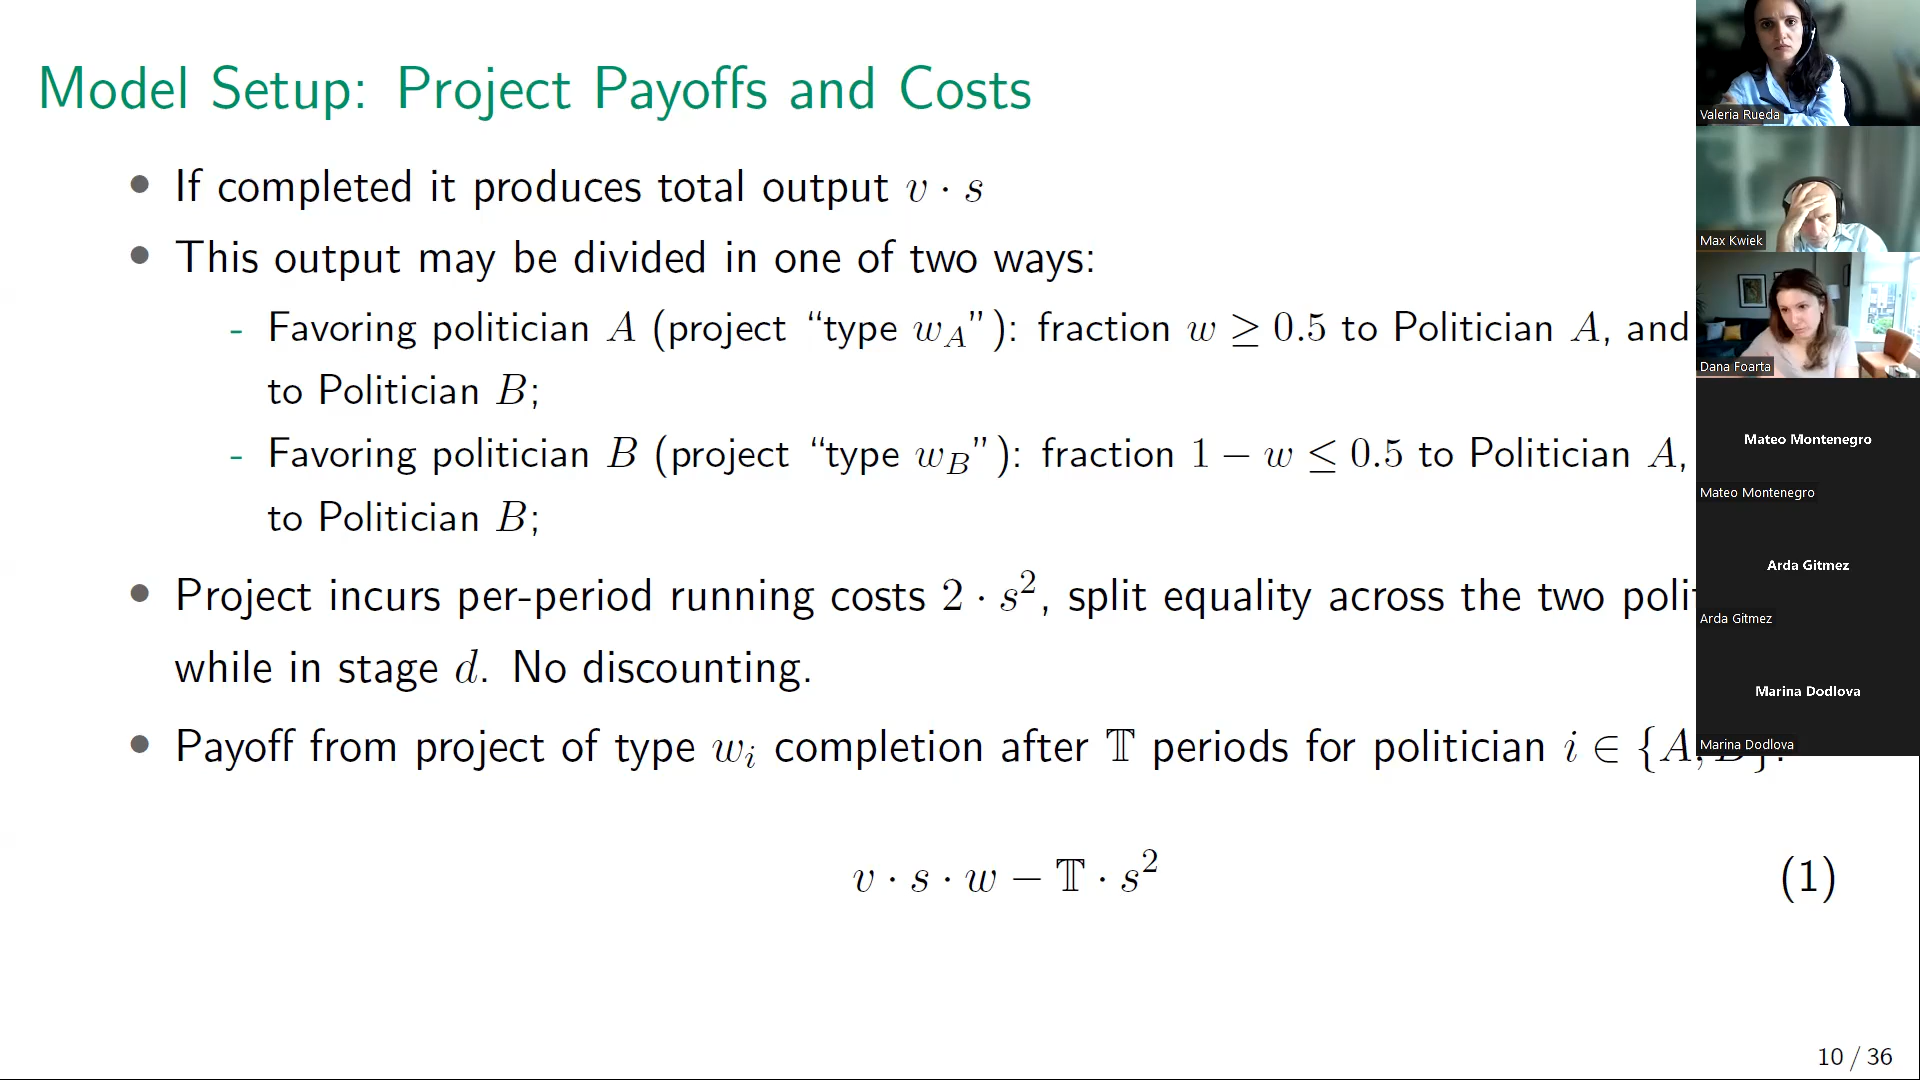 Model Setup: Project Payoffs and Costs
• If completed it produces total output v · s
• This output may be divided in one of two ways:
- Favoring politician A (project “type w_A”): fraction w ≥ 0.5 to Politician A, and
to Politician B;
- Favoring politician B (project “type w_B”): fraction 1 − w ≤ 0.5 to Politician A,
to Politician B;
• Project incurs per-period running costs 2 · s², split equality across the two
while in stage d. No discounting.
• Payoff from project of type w_i completion after 𝕋 periods for politician i ∈ {A,
v · s · w − 𝕋 · s² (1)
10 / 36
Valeria Rueda
Max Kwiek
Dana Foarta
Mateo Montenegro
Mateo Montenegro
Arda Gitmez
Arda Gitmez
Marina Dodlova
Marina Dodlova